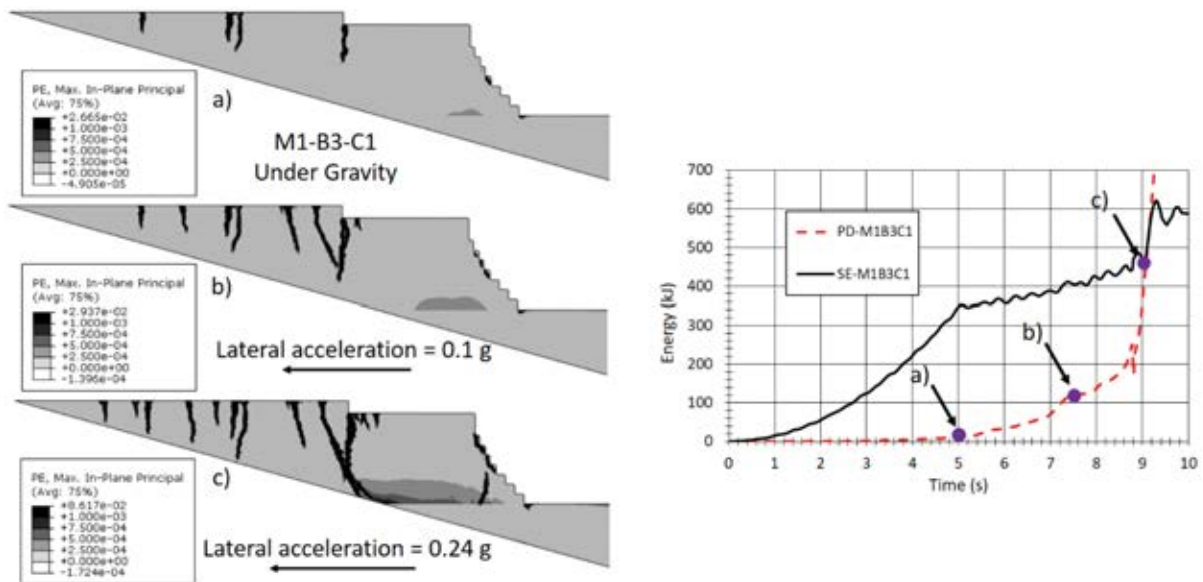 PE, Max. In-Plane Principal
(Avg: 75%)
+2.665e-02
+1.000e-03
+7.500e-04
+5.000e-04
+2.500e-04
+0.000e+00
-4.905e-05
a)
M1-B3-C1
Under Gravity
PE, Max. In-Plane Principal
(Avg: 75%)
+2.937e-02
+1.000e-03
+7.500e-04
+5.000e-04
+2.500e-04
+0.000e+00
-1.396e-04
b)
Lateral acceleration = 0.1 g
PE, Max. In-Plane Principal
(Avg: 75%)
+8.617e-02
+1.000e-03
+7.500e-04
+5.000e-04
+2.500e-04
+0.000e+00
-1.724e-04
c)
Lateral acceleration = 0.24 g
700
600
500
400
300
200
100
0
Energy (kJ)
PD-M1B3C1
SE-M1B3C1
a)
b)
c)
0 1 2 3 4 5 6 7 8 9 10
Time (s)